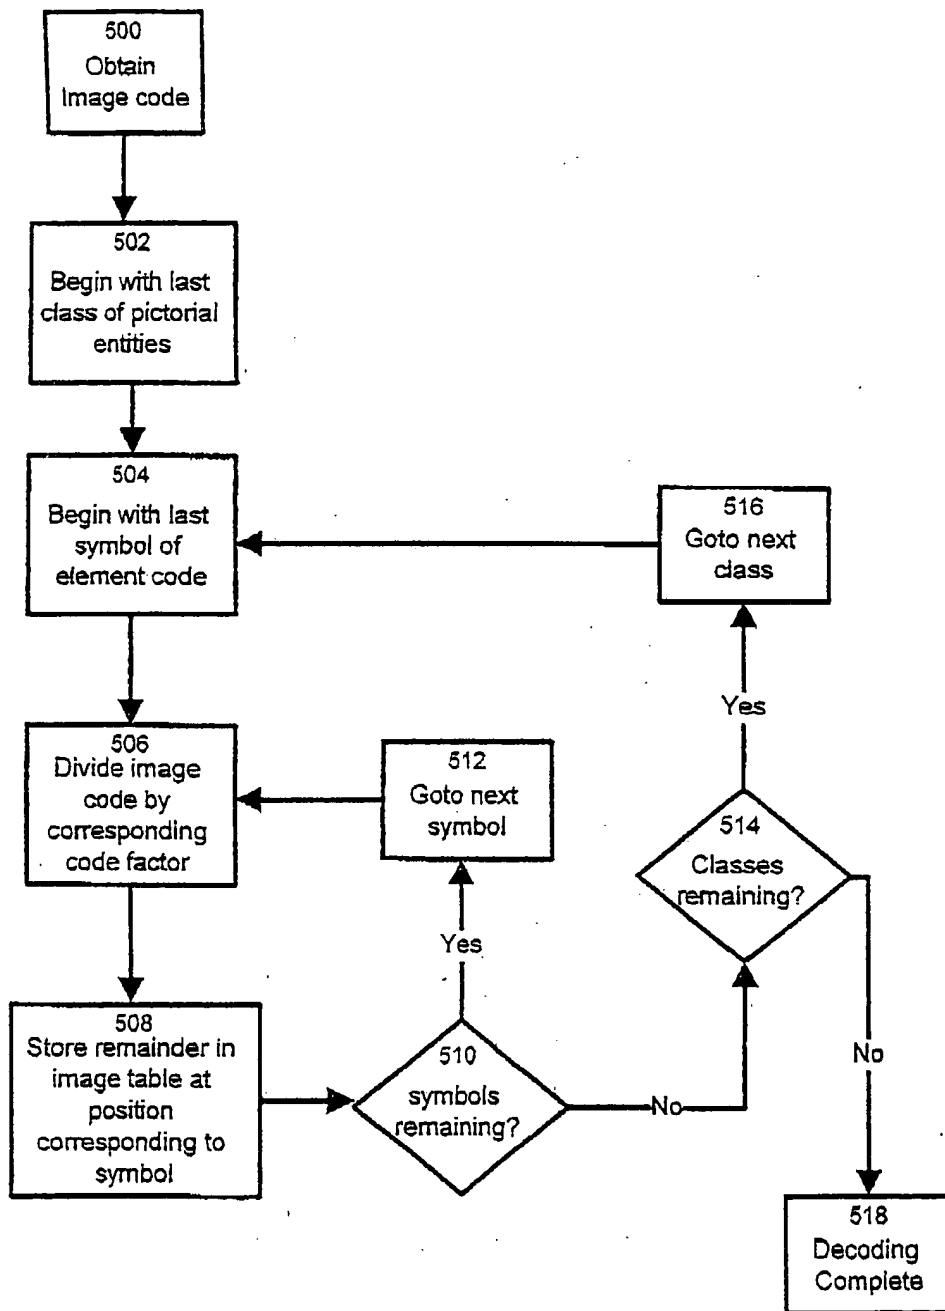 500
Obtain
Image code
502
Begin with last
class of pictorial
entities
504
Begin with last
symbol of
element code
516
Goto next
class
Yes
506
Divide image
code by
corresponding
code factor
512
Goto next
symbol
514
Classes
remaining?
Yes
508
Store remainder in
image table at
position
corresponding to
symbol
510
symbols
remaining?
No
No
518
Decoding
Complete